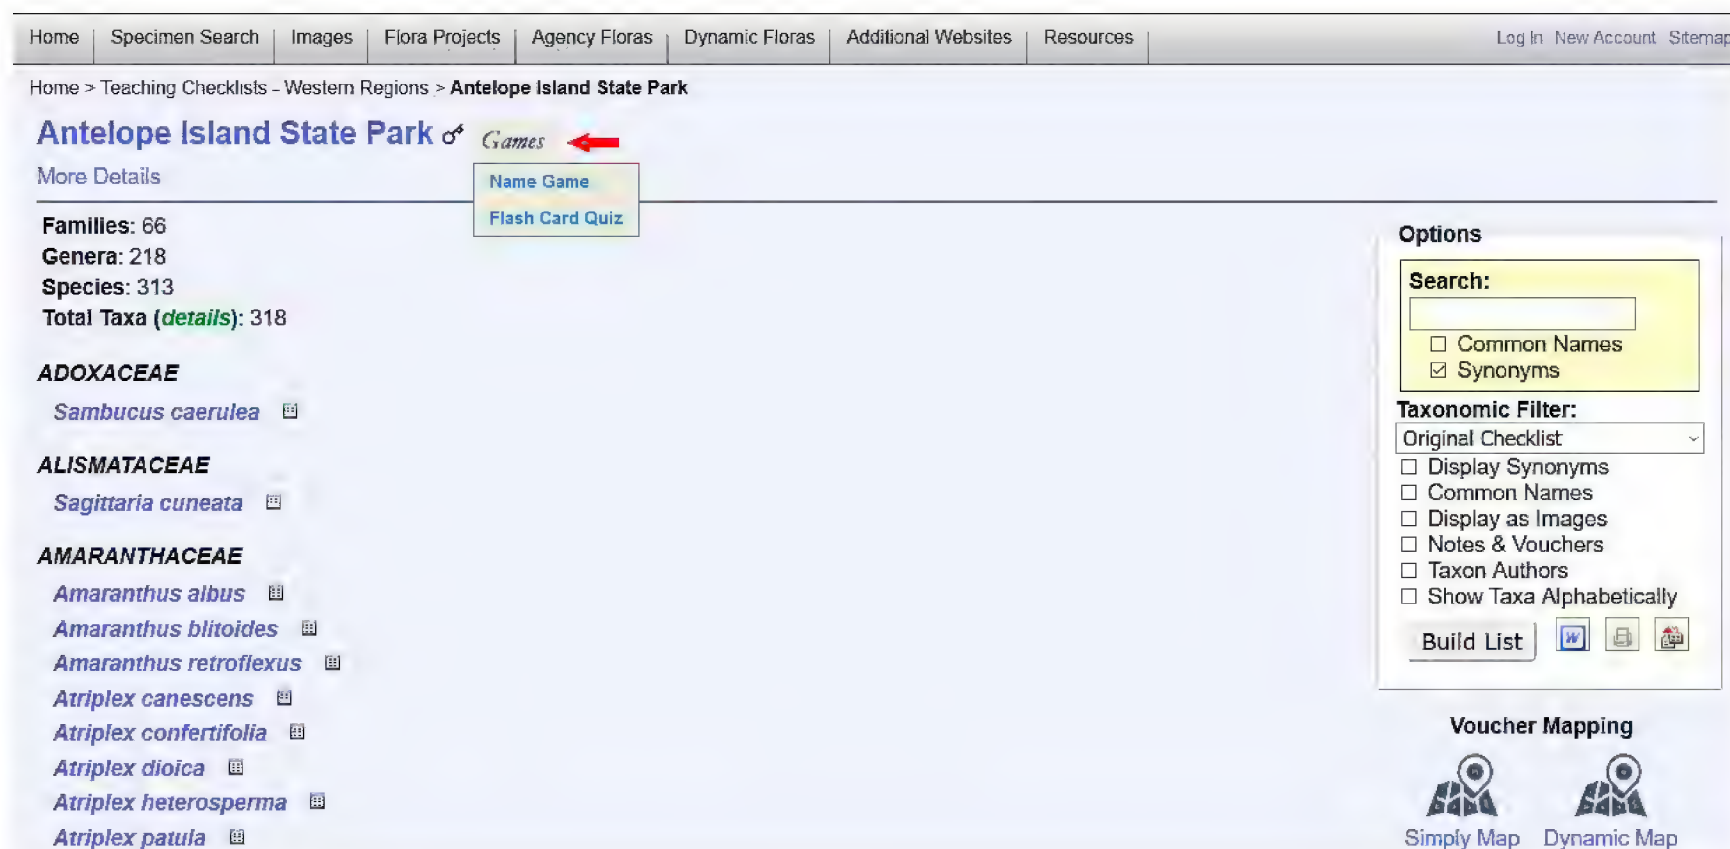 Home Specimen Search Images Flora Projects Agency Floras Dynamic Floras Additional Websites Resources Log In New Account Sitemap
Home > Teaching Checklists - Western Regions > Antelope Island State Park
Antelope Island State Park Games
More Details
Name Game
Flash Card Quiz
Families: 66
Genera: 218
Species: 313
Total Taxa (details): 318
ADOXACEAE
Sambucus caerulea
ALISMATACEAE
Sagittaria cuneata
AMARANTHACEAE
Amaranthus albus
Amaranthus blitoides
Amaranthus retroflexus
Atriplex canescens
Atriplex confertifolia
Atriplex dioica
Atriplex heterosperma
Atriplex patula
Options
Search:
Common Names
Synonyms
Taxonomic Filter:
Original Checklist
Display Synonyms
Common Names
Display as Images
Notes & Vouchers
Taxon Authors
Show Taxa Alphabetically
Build List W
Voucher Mapping
Simply Map Dynamic Map